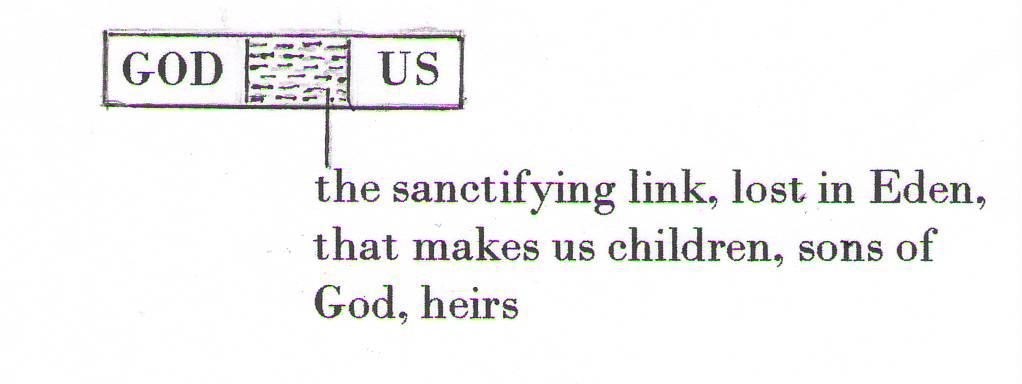 GOD US
the sanctifying link, lost in Eden,
that makes us children, sons of
God, heirs